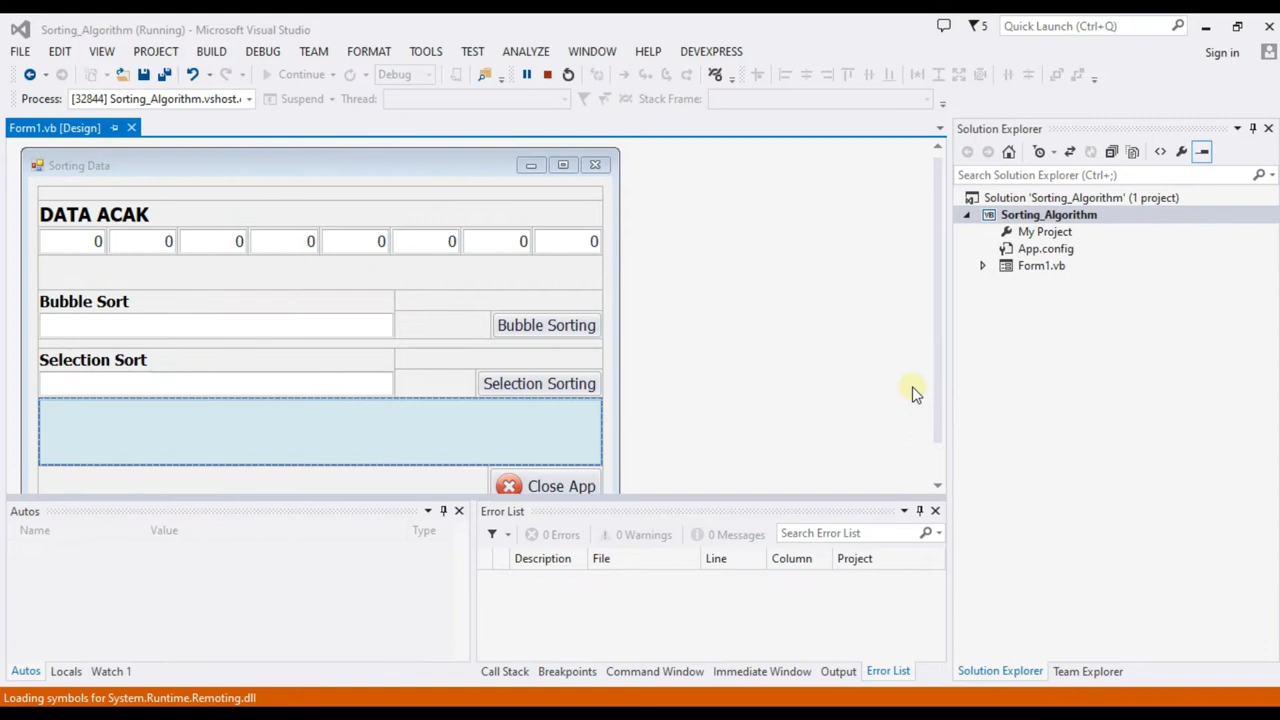 Sorting_Algorithm (Running) - Microsoft Visual Studio
5
Quick Launch (Ctrl+Q)
FILE EDIT VIEW PROJECT BUILD DEBUG TEAM FORMAT TOOLS TEST ANALYZE WINDOW HELP DEVEXPRESS
Sign in
Continue Debug
Process: [32844] Sorting_Algorithm.vshost.e Suspend Thread: Stack Frame:
Form1.vb [Design]
Solution Explorer
Sorting Data
Search Solution Explorer (Ctrl+;)
Solution 'Sorting_Algorithm' (1 project)
VB Sorting_Algorithm
My Project
App.config
Form1.vb
DATA ACAK
0 0 0 0 0 0 0 0
Bubble Sort
Bubble Sorting
Selection Sort
Selection Sorting
Close App
Autos
Name Value Type
Error List
0 Errors 0 Warnings 0 Messages Search Error List
Description File Line Column Project
Autos Locals Watch 1
Call Stack Breakpoints Command Window Immediate Window Output Error List
Solution Explorer Team Explorer
Loading symbols for System.Runtime.Remoting.dll